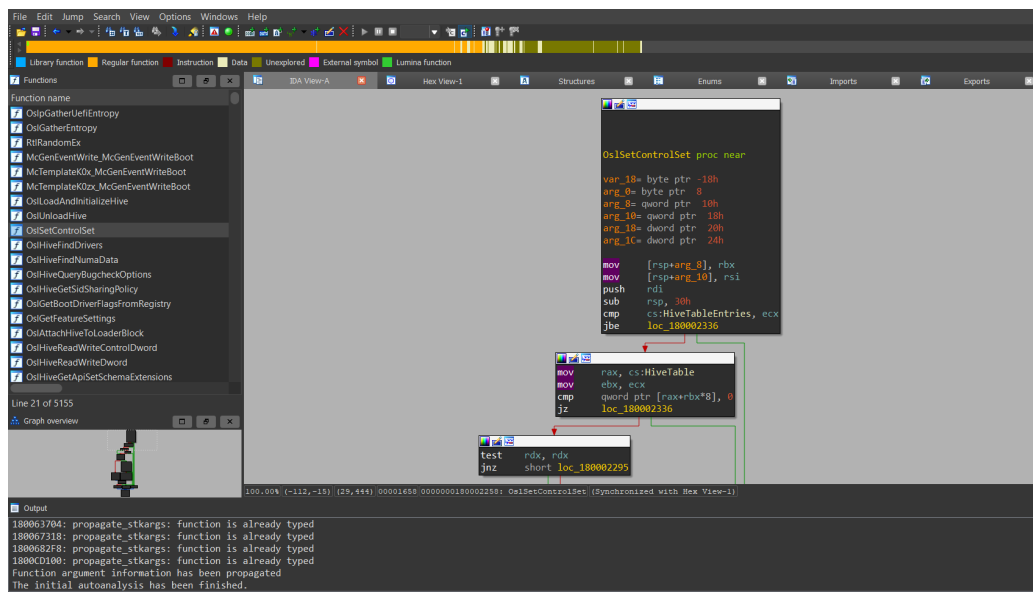 File Edit Jump Search View Options Windows Help
Library function Regular function Instruction Data Unexplored External symbol Lumina function
Functions
IDA View-A Hex View-1 Structures Enums Imports Exports
Function name
OslpGatherUefiEntropy
OslGatherEntropy
RtlRandomEx
McGenEventWrite_McGenEventWriteBoot
McTemplateK0x_McGenEventWriteBoot
McTemplateK0zx_McGenEventWriteBoot
OslLoadAndInitializeHive
OslUnloadHive
OslSetControlSet
OslHiveFindDrivers
OslHiveFindNumaData
OslHiveQueryBugcheckOptions
OslHiveGetSidSharingPolicy
OslGetBootDriverFlagsFromRegistry
OslGetFeatureSettings
OslAttachHiveToLoaderBlock
OslHiveReadWriteControlDword
OslHiveReadWriteDword
OslHiveGetApiSetSchemaExtensions
Line 21 of 5155
Graph overview
OslSetControlSet proc near
var_18= byte ptr -18h
arg_0= byte ptr 8
arg_8= qword ptr 10h
arg_10= qword ptr 18h
arg_18= dword ptr 20h
arg_1C= dword ptr 24h
mov [rsp+arg_8], rbx
mov [rsp+arg_10], rsi
push rdi
sub rsp, 30h
cmp cs:HiveTableEntries, ecx
jbe loc_180002336
mov rax, cs:HiveTable
mov ebx, ecx
cmp qword ptr [rax+rbx*8], 0
jz loc_180002336
test rdx, rdx
jnz short loc_180002295
100.00% (-112,-15) (29,444) 00001658 0000000180002258: OslSetControlSet (Synchronized with Hex View-1)
Output
180063704: propagate_stkargs: function is already typed
180067318: propagate_stkargs: function is already typed
1800682F8: propagate_stkargs: function is already typed
1800CD100: propagate_stkargs: function is already typed
Function argument information has been propagated
The initial autoanalysis has been finished.